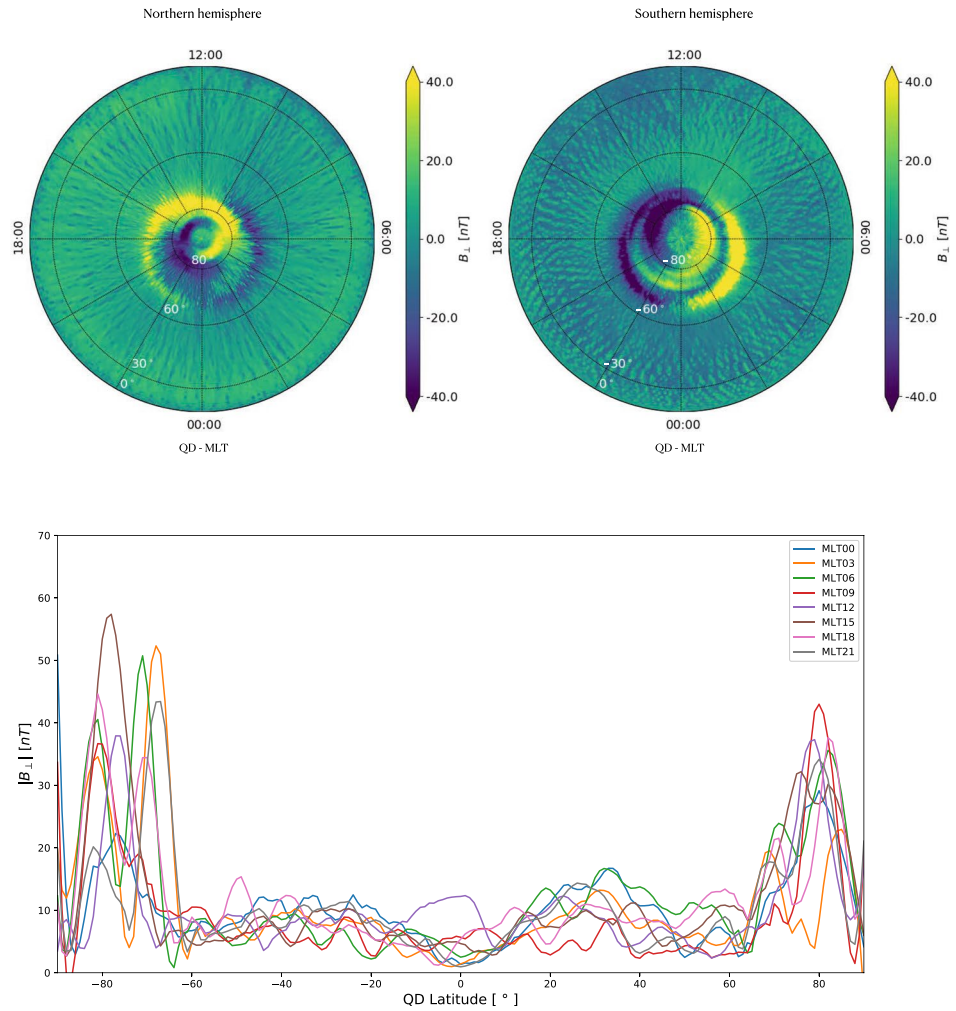 Northern hemisphere
Southern hemisphere
12:00
12:00
40.0
20.0
0.0
-20.0
-40.0
B⊥ [nT]
40.0
20.0
0.0
-20.0
-40.0
B⊥ [nT]
18:00
06:00
18:00
06:00
80°
60°
30°
0°
-80°
-60°
-30°
0°
00:00
00:00
QD - MLT
QD - MLT
70
60
50
40
30
20
10
0
|B⊥| [nT]
MLT00
MLT03
MLT06
MLT09
MLT12
MLT15
MLT18
MLT21
−80 −60 −40 −20 0 20 40 60 80
QD Latitude [ ° ]